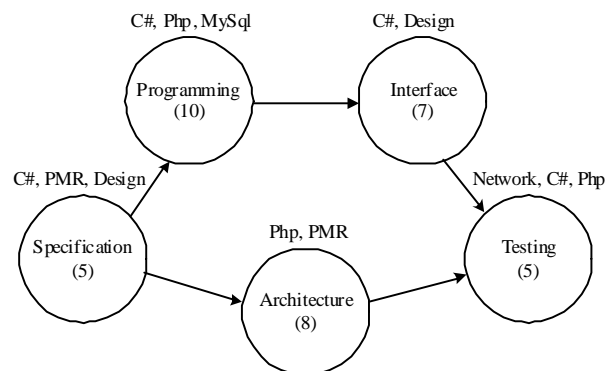 C#, Php, MySql
C#, Design
Programming
(10)
Interface
(7)
C#, PMR, Design
Network, C#, Php
Php, PMR
Specification
(5)
Testing
(5)
Architecture
(8)